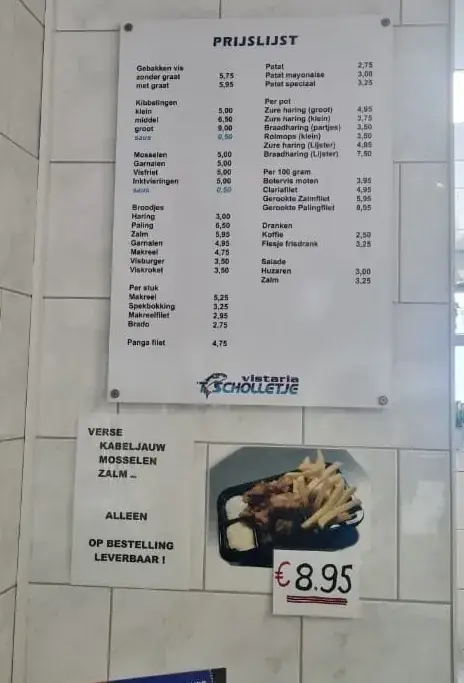 PRIJSLIJST
Gebakken vis
zonder graat 5,75
met graat 5,95
Kibbelingen
klein 5,00
middel 6,50
groot 9,00
saus 0,50
Mosselen 5,00
Garnalen 5,00
Visfriet 5,00
Inktvisringen 5,00
saus 0,50
Broodjes
Haring 3,00
Paling 6,50
Zalm 5,95
Garnalen 4,95
Makreel 4,75
Visburger 3,50
Viskroket 3,50
Per stuk
Makreel 5,25
Spekbokking 3,25
Makreelfilet 2,95
Brado 2,75
Panga filet 4,75
Patat 2,75
Patat mayonaise 3,00
Patat speciaal 3,25
Per pot
Zure haring (groot) 4,95
Zure haring (klein) 3,75
Braadharing (partjes) 3,50
Rolmops (klein) 3,50
Zure haring (Lijster) 4,95
Braadharing (Lijster) 7,50
Per 100 gram
Botervis moten 3,95
Clariafilet 4,95
Gerookte Zalmfilet 5,95
Gerookte Palingfilet 8,95
Dranken
Koffie 2,50
Flesje frisdrank 3,25
Salade
Huzaren 3,00
Zalm 3,25
vistaria
'T SCHOLLETJE
VERSE
KABELJAUW
MOSSELEN
ZALM ...
ALLEEN
OP BESTELLING
LEVERBAAR !
€8.95